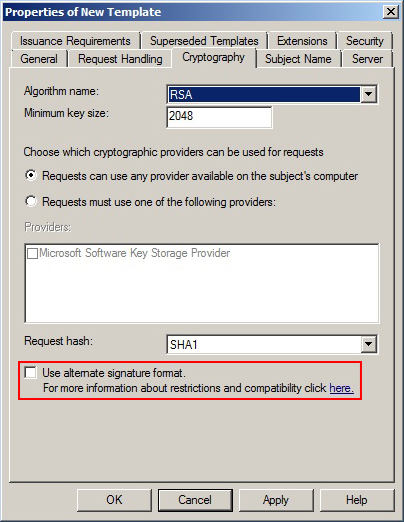 Properties of New Template
Issuance Requirements Superseded Templates Extensions Security
General Request Handling Cryptography Subject Name Server
Algorithm name: RSA
Minimum key size: 2048
Choose which cryptographic providers can be used for requests
Requests can use any provider available on the subject's computer
Requests must use one of the following providers:
Providers:
Microsoft Software Key Storage Provider
Request hash: SHA1
Use alternate signature format.
For more information about restrictions and compatibility click here.
OK Cancel Apply Help